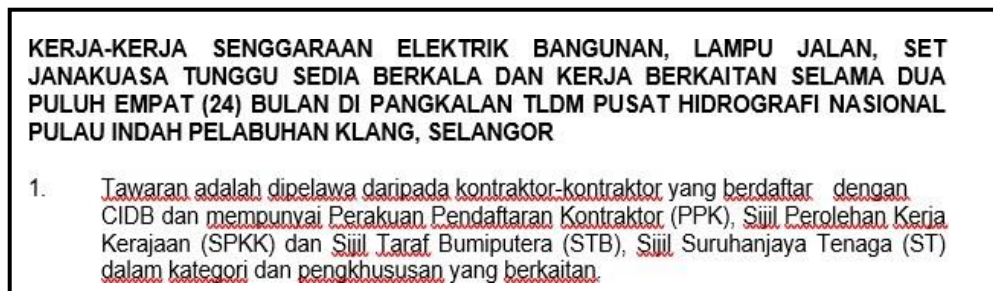 KERJA-KERJA SENGGARAAN ELEKTRIK BANGUNAN, LAMPU JALAN, SET
JANAKUASA TUNGGU SEDIA BERKALA DAN KERJA BERKAITAN SELAMA DUA
PULUH EMPAT (24) BULAN DI PANGKALAN TLDM PUSAT HIDROGRAFI NASIONAL
PULAU INDAH PELABUHAN KLANG, SELANGOR
1. Tawaran adalah dipelawa daripada kontraktor-kontraktor yang berdaftar dengan
CIDB dan mempunyai Perakuan Pendaftaran Kontraktor (PPK), Sijil Perolehan Kerja
Kerajaan (SPKK) dan Sijil Taraf Bumiputera (STB), Sijil Suruhanjaya Tenaga (ST)
dalam kategori dan pengkhususan yang berkaitan.